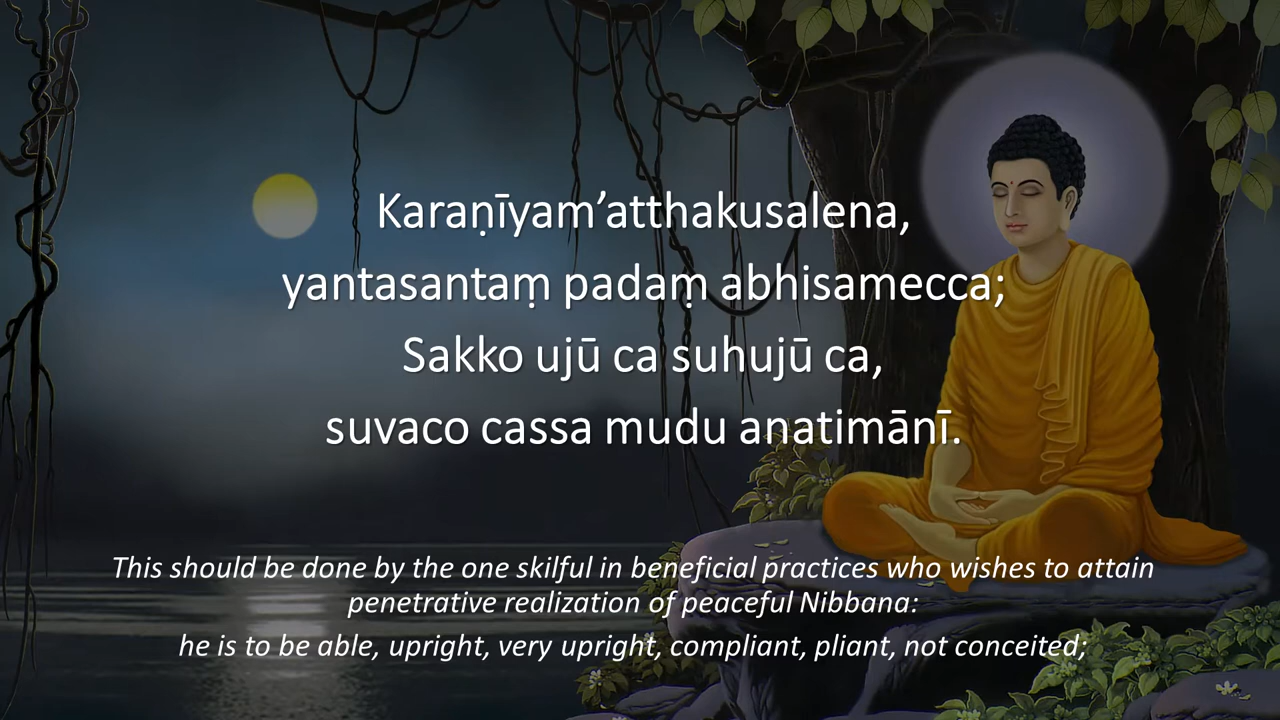 Karaṇīyam’atthakusalena,
yantasantaṃ padaṃ abhisamecca;
Sakko ujū ca suhujū ca,
suvaco cassa mudu anatimānī.
This should be done by the one skilful in beneficial practices who wishes to attain
penetrative realization of peaceful Nibbana:
he is to be able, upright, very upright, compliant, pliant, not conceited;